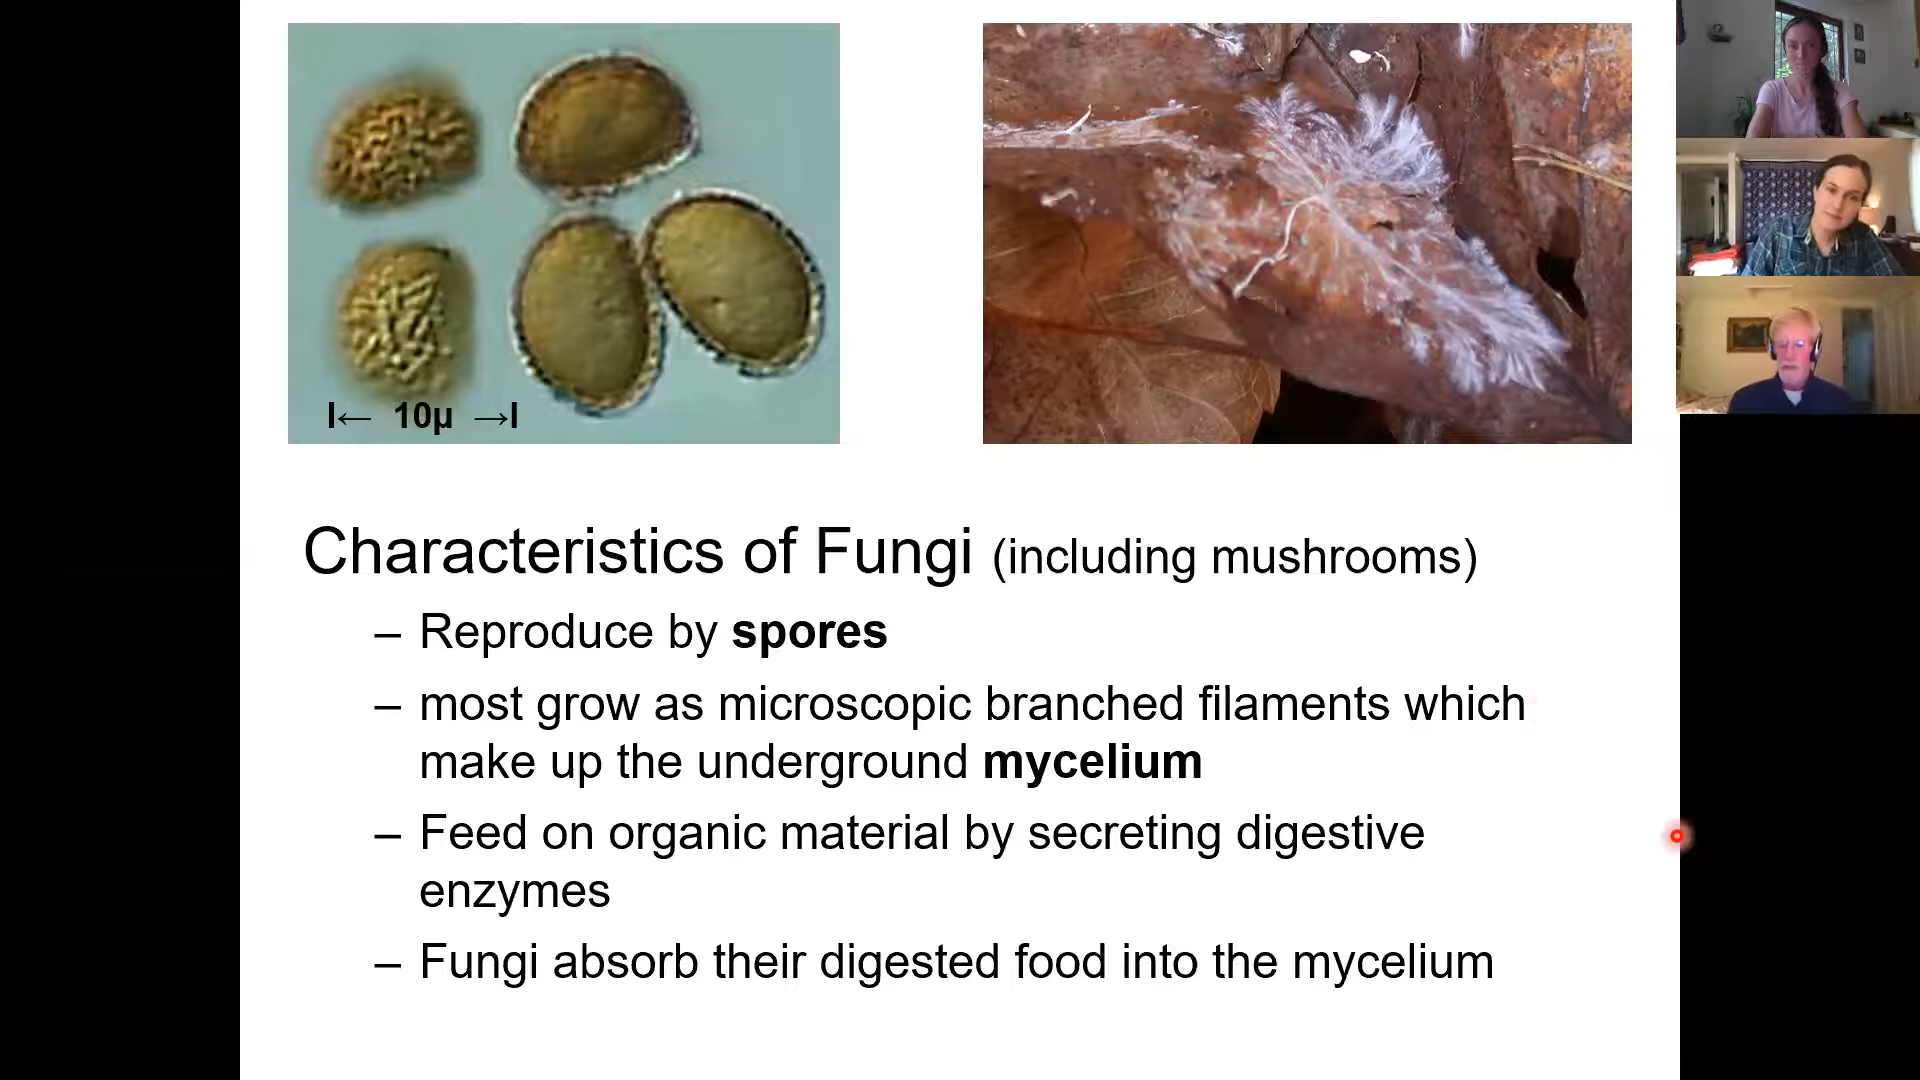 I← 10µ →I
Characteristics of Fungi (including mushrooms)
– Reproduce by spores
– most grow as microscopic branched filaments which
make up the underground mycelium
– Feed on organic material by secreting digestive
enzymes
– Fungi absorb their digested food into the mycelium